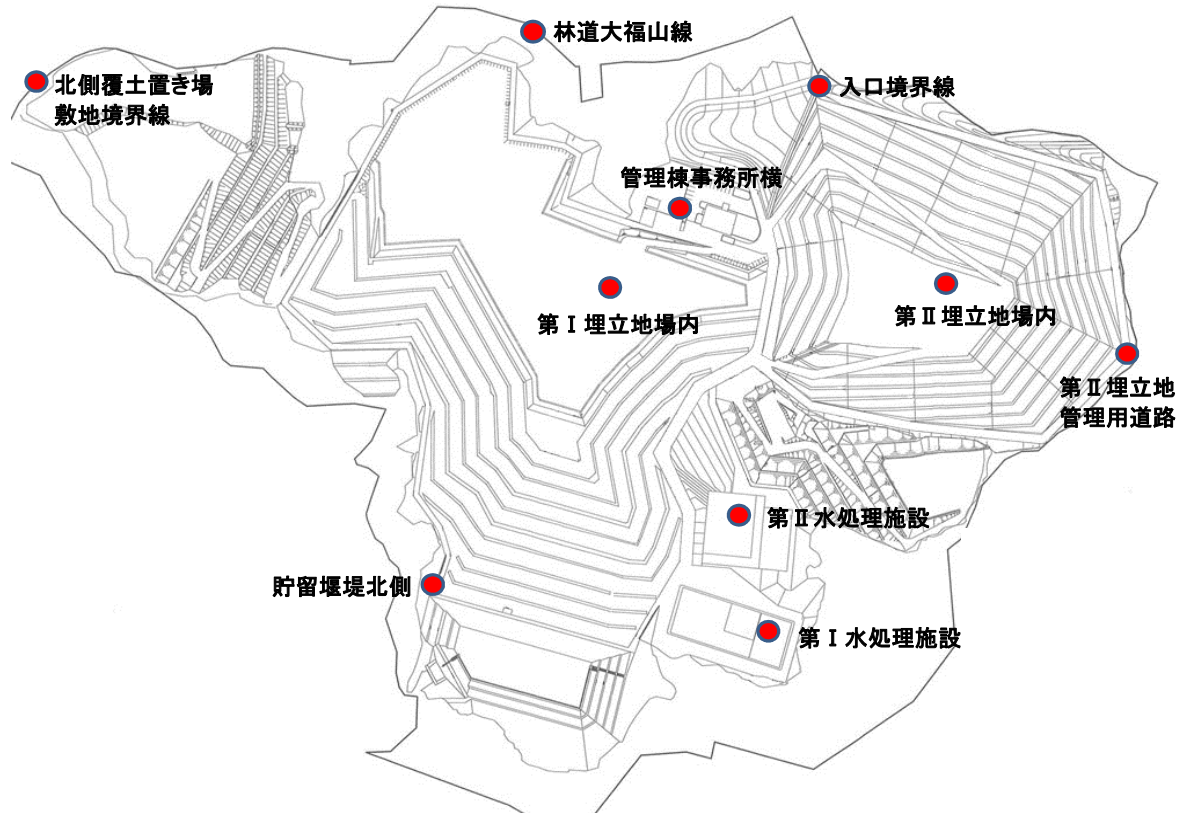 林道大福山線
北側覆土置き場
敷地境界線
入口境界線
管理棟事務所横
第Ⅰ埋立地場内
第Ⅱ埋立地場内
第Ⅱ埋立地
管理用道路
第Ⅱ水処理施設
貯留堰堤北側
第Ⅰ水処理施設